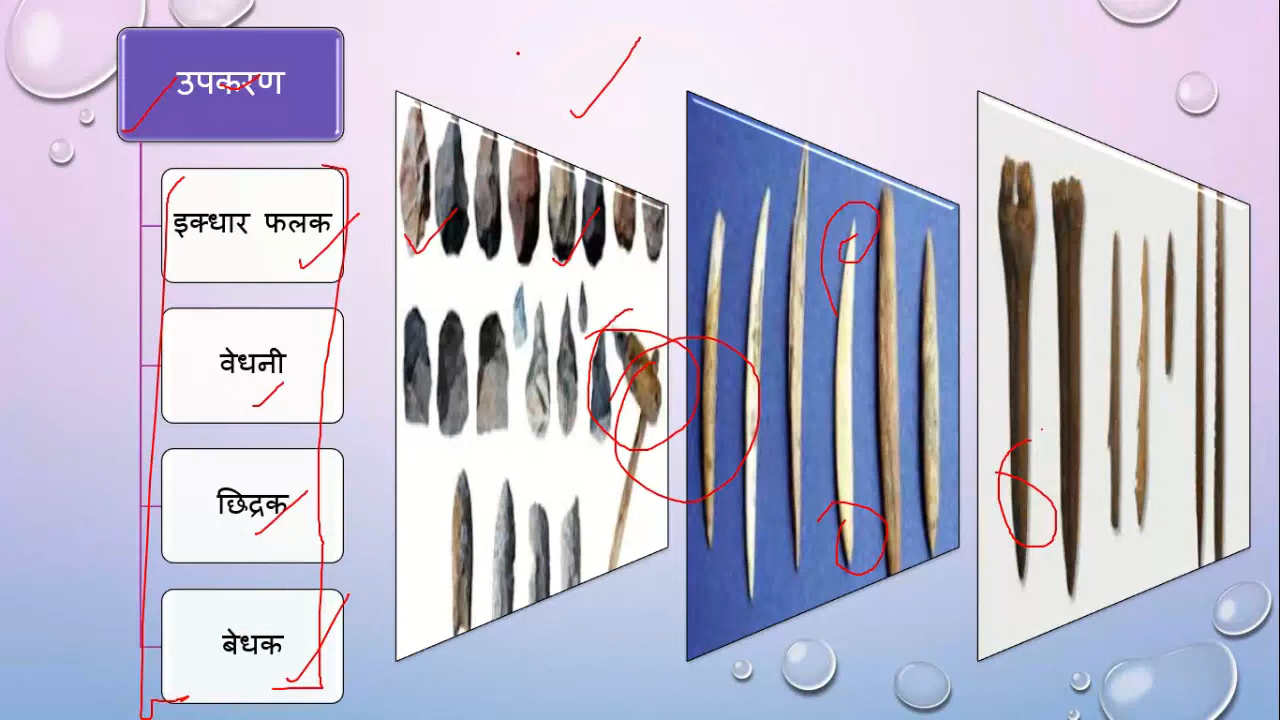 उपकरण
इक्धार फलक
वेधनी
छिद्रक
बेधक